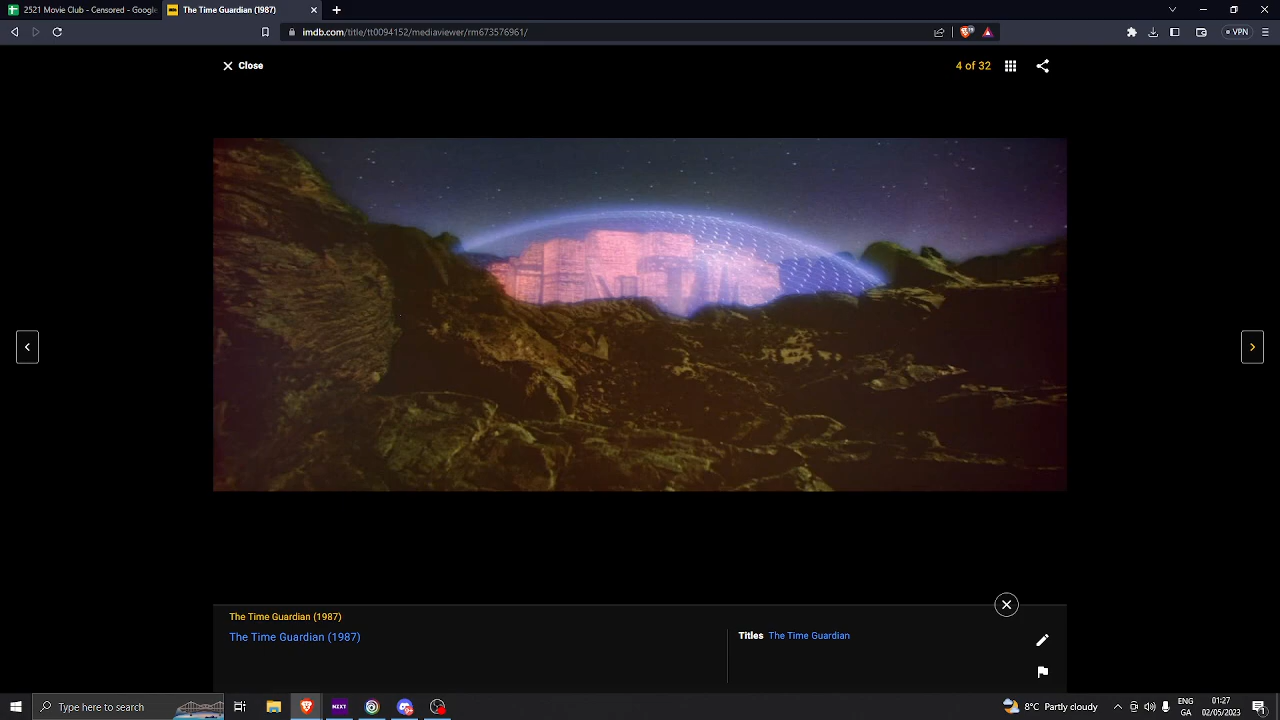 2521 Movie Club - Censored - Google
The Time Guardian (1987)
imdb.com/title/tt0094152/mediaviewer/rm673576961/
VPN
Close
4 of 32
The Time Guardian (1987)
The Time Guardian (1987)
Titles The Time Guardian
Type here to search
NEXT
8°C Partly cloudy
ENG
GA
01:27
02/05/2023